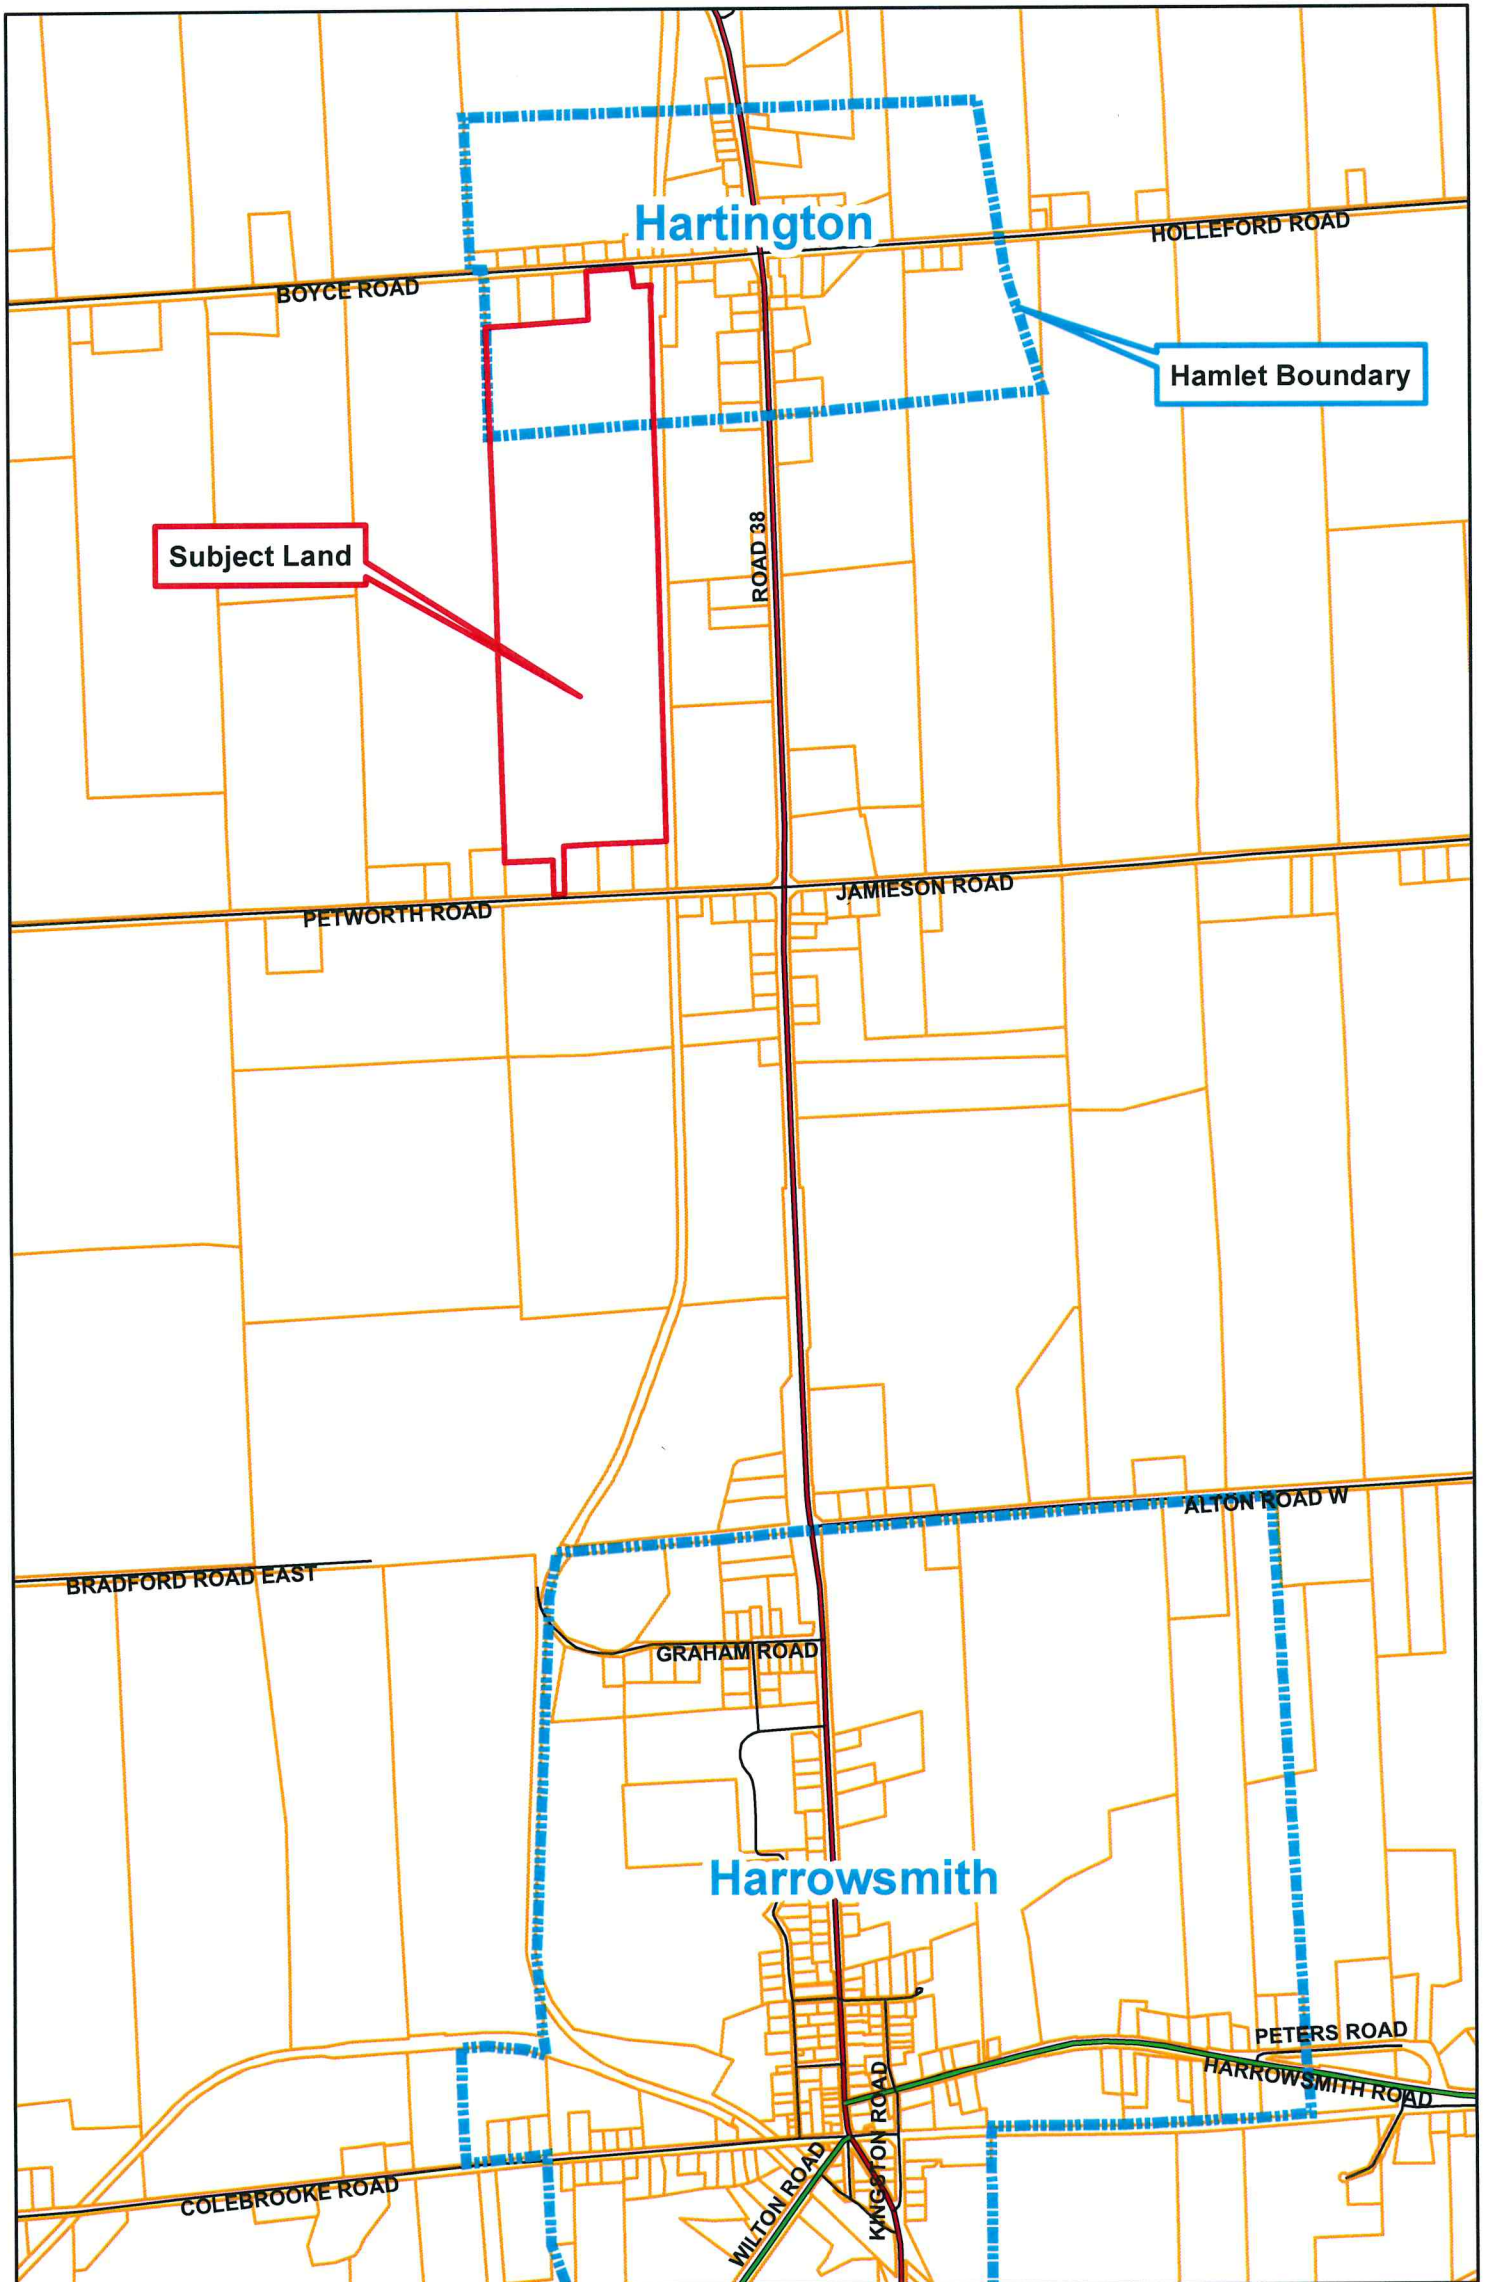 Hartington
HOLLEFORD ROAD
BOYCE ROAD
Hamlet Boundary
Subject Land
ROAD 38
JAMIESON ROAD
PETWORTH ROAD
ALTON ROAD W
BRADFORD ROAD EAST
GRAHAM ROAD
Harrowsmith
PETERS ROAD
HARROWSMITH ROAD
KINGSTON ROAD
WILTON ROAD
COLEBROOKE ROAD